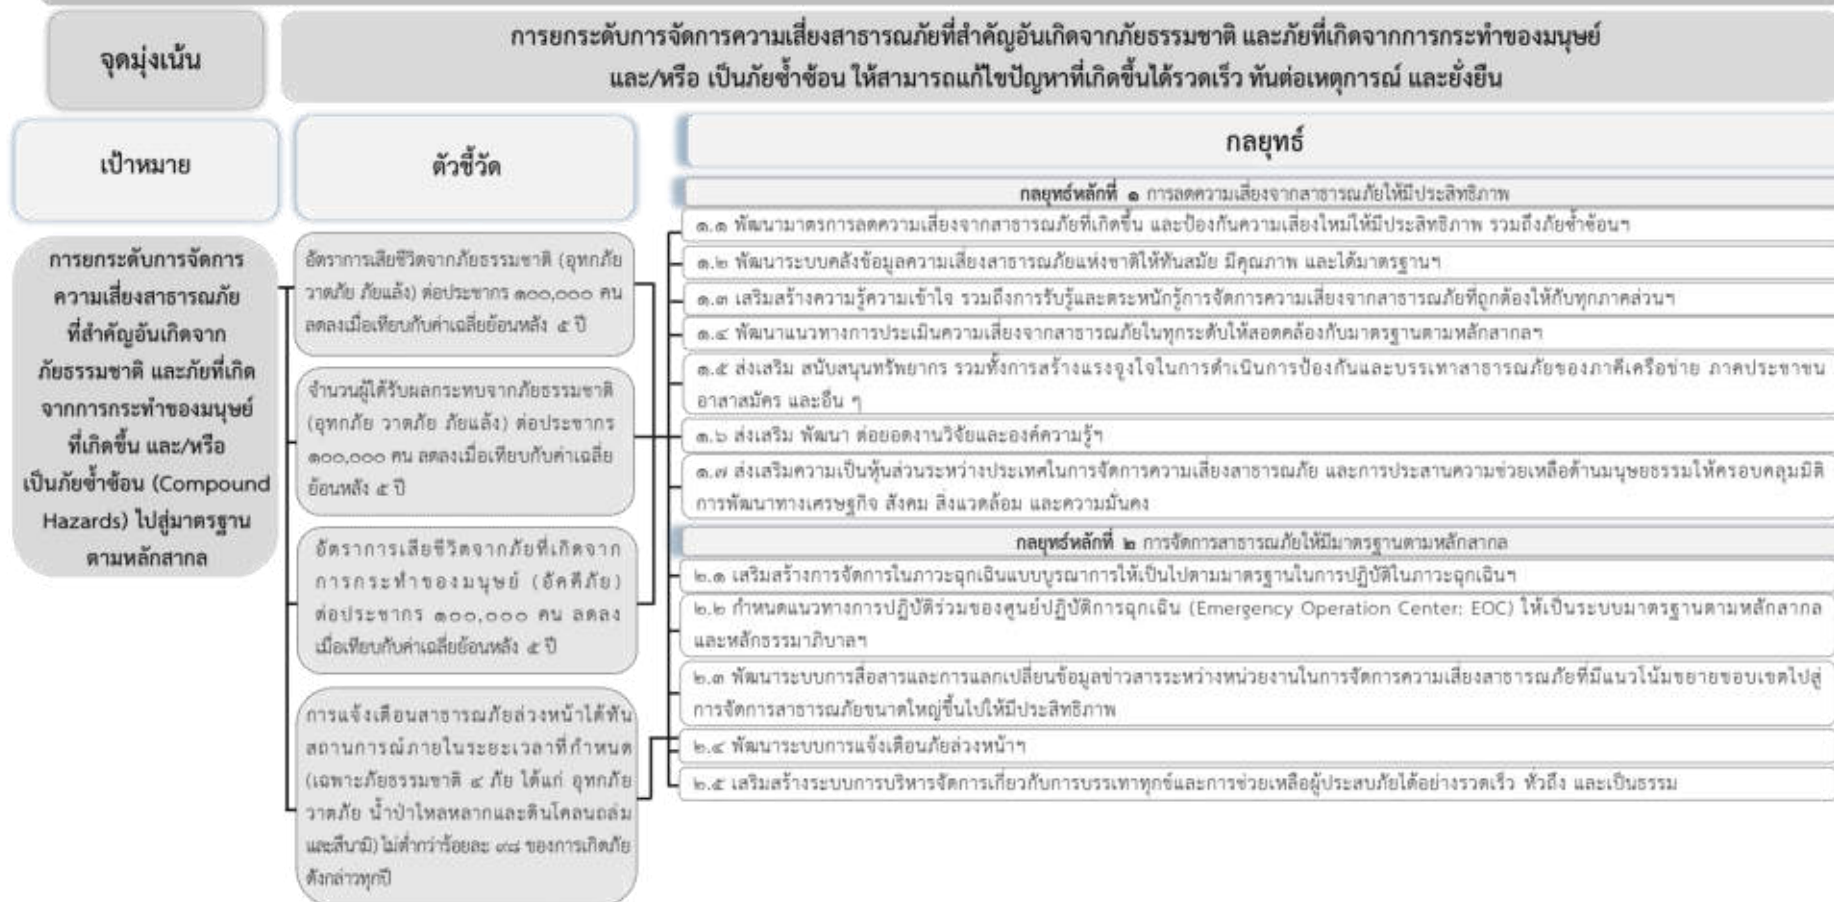 จุดมุ่งเน้น
การยกระดับการจัดการความเสี่ยงสาธารณภัยที่สำคัญอันเกิดจากภัยธรรมชาติ และภัยที่เกิดจากการกระทำของมนุษย์
และ/หรือ เป็นภัยซ้ำซ้อน ให้สามารถแก้ไขปัญหาที่เกิดขึ้นได้รวดเร็ว ทันต่อเหตุการณ์ และยั่งยืน
เป้าหมาย
การยกระดับการจัดการ
ความเสี่ยงสาธารณภัย
ที่สำคัญอันเกิดจาก
ภัยธรรมชาติ และภัยที่เกิด
จากการกระทำของมนุษย์
ที่เกิดขึ้น และ/หรือ
เป็นภัยซ้ำซ้อน (Compound
Hazards) ไปสู่มาตรฐาน
ตามหลักสากล
ตัวชี้วัด
อัตราการเสียชีวิตจากภัยธรรมชาติ (อุทกภัย
วาตภัย ภัยแล้ง) ต่อประชากร ๑๐๐,๐๐๐ คน
ลดลงเมื่อเทียบกับค่าเฉลี่ยย้อนหลัง ๕ ปี
จำนวนผู้ได้รับผลกระทบจากภัยธรรมชาติ
(อุทกภัย วาตภัย ภัยแล้ง) ต่อประชากร
๑๐๐,๐๐๐ คน ลดลงเมื่อเทียบกับค่าเฉลี่ย
ย้อนหลัง ๕ ปี
อัตราการเสียชีวิตจากภัยที่เกิดจาก
การกระทำของมนุษย์ (อัคคีภัย)
ต่อประชากร ๑๐๐,๐๐๐ คน ลดลง
เมื่อเทียบกับค่าเฉลี่ยย้อนหลัง ๕ ปี
การแจ้งเตือนสาธารณภัยล่วงหน้าได้ทัน
สถานการณ์ภายในระยะเวลาที่กำหนด
(เฉพาะภัยธรรมชาติ ๔ ภัย ได้แก่ อุทกภัย
วาตภัย น้ำป่าไหลหลากและดินโคลนถล่ม
และสึนามิ) ไม่ต่ำกว่าร้อยละ ๙๘ ของการเกิดภัย
ดังกล่าวทุกปี
กลยุทธ์
กลยุทธ์หลักที่ ๑ การลดความเสี่ยงจากสาธารณภัยให้มีประสิทธิภาพ
๑.๑ พัฒนามาตรการลดความเสี่ยงจากสาธารณภัยที่เกิดขึ้น และป้องกันความเสี่ยงใหม่ให้มีประสิทธิภาพ รวมถึงภัยซ้ำซ้อนฯ
๑.๒ พัฒนาระบบคลังข้อมูลความเสี่ยงสาธารณภัยแห่งชาติให้ทันสมัย มีคุณภาพ และได้มาตรฐานฯ
๑.๓ เสริมสร้างความรู้ความเข้าใจ รวมถึงการรับรู้และตระหนักรู้การจัดการความเสี่ยงจากสาธารณภัยที่ถูกต้องให้กับทุกภาคส่วนฯ
๑.๔ พัฒนาแนวทางการประเมินความเสี่ยงจากสาธารณภัยในทุกระดับให้สอดคล้องกับมาตรฐานตามหลักสากลฯ
๑.๕ ส่งเสริม สนับสนุนทรัพยากร รวมทั้งการสร้างแรงจูงใจในการดำเนินการป้องกันและบรรเทาสาธารณภัยของภาคีเครือข่าย ภาคประชาชน
อาสาสมัคร และอื่น ๆ
๑.๖ ส่งเสริม พัฒนา ต่อยอดงานวิจัยและองค์ความรู้ฯ
๑.๗ ส่งเสริมความเป็นหุ้นส่วนระหว่างประเทศในการจัดการความเสี่ยงสาธารณภัย และการประสานความช่วยเหลือด้านมนุษยธรรมให้ครอบคลุมมิติ
การพัฒนาทางเศรษฐกิจ สังคม สิ่งแวดล้อม และความมั่นคง
กลยุทธ์หลักที่ ๒ การจัดการสาธารณภัยให้มีมาตรฐานตามหลักสากล
๒.๑ เสริมสร้างการจัดการในภาวะฉุกเฉินแบบบูรณาการให้เป็นไปตามมาตรฐานในการปฏิบัติในภาวะฉุกเฉินฯ
๒.๒ กำหนดแนวทางการปฏิบัติร่วมของศูนย์ปฏิบัติการฉุกเฉิน (Emergency Operation Center: EOC) ให้เป็นระบบมาตรฐานตามหลักสากล
และหลักธรรมาภิบาลฯ
๒.๓ พัฒนาระบบการสื่อสารและการแลกเปลี่ยนข้อมูลข่าวสารระหว่างหน่วยงานในการจัดการความเสี่ยงสาธารณภัยที่มีแนวโน้มขยายขอบเขตไปสู่
การจัดการสาธารณภัยขนาดใหญ่ขึ้นไปให้มีประสิทธิภาพ
๒.๔ พัฒนาระบบการแจ้งเตือนภัยล่วงหน้าฯ
๒.๕ เสริมสร้างระบบการบริหารจัดการเกี่ยวกับการบรรเทาทุกข์และการช่วยเหลือผู้ประสบภัยได้อย่างรวดเร็ว ทั่วถึง และเป็นธรรม